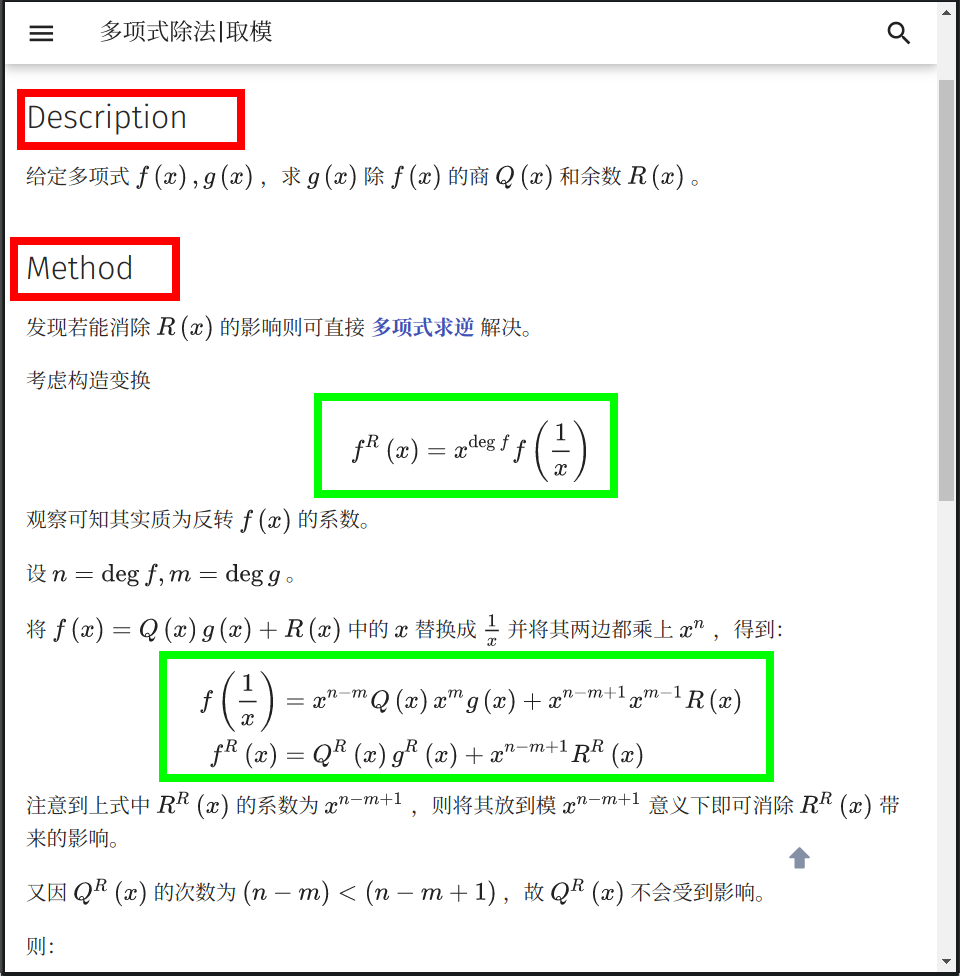 多项式除法|取模
Description
给定多项式 $f(x), g(x)$ ，求 $g(x)$ 除 $f(x)$ 的商 $Q(x)$ 和余数 $R(x)$ 。
Method
发现若能消除 $R(x)$ 的影响则可直接 多项式求逆 解决。
考虑构造变换
$f^R(x) = x^{\deg f} f\left(\frac{1}{x}\right)$
观察可知其实质为反转 $f(x)$ 的系数。
设 $n = \deg f, m = \deg g$ 。
将 $f(x) = Q(x)g(x) + R(x)$ 中的 $x$ 替换成 $\frac{1}{x}$ 并将其两边都乘上 $x^n$ ，得到：
$f\left(\frac{1}{x}\right) = x^{n-m}Q(x)x^m g(x) + x^{n-m+1}x^{m-1}R(x)$
$f^R(x) = Q^R(x)g^R(x) + x^{n-m+1}R^R(x)$
注意到上式中 $R^R(x)$ 的系数为 $x^{n-m+1}$ ，则将其放到模 $x^{n-m+1}$ 意义下即可消除 $R^R(x)$ 带
来的影响。
又因 $Q^R(x)$ 的次数为 $(n-m) < (n-m+1)$ ，故 $Q^R(x)$ 不会受到影响。
则：